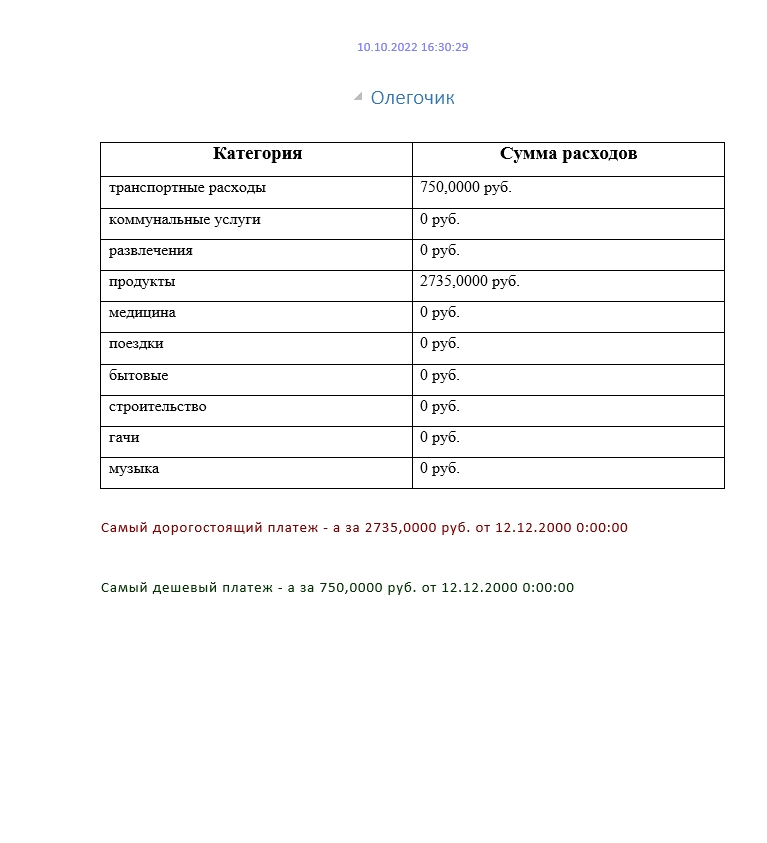 10.10.2022 16:30:29
Олегочик
Категория Сумма расходов
транспортные расходы 750,0000 руб.
коммунальные услуги 0 руб.
развлечения 0 руб.
продукты 2735,0000 руб.
медицина 0 руб.
поездки 0 руб.
бытовые 0 руб.
строительство 0 руб.
гачи 0 руб.
музыка 0 руб.
Самый дорогостоящий платеж - а за 2735,0000 руб. от 12.12.2000 0:00:00
Самый дешевый платеж - а за 750,0000 руб. от 12.12.2000 0:00:00